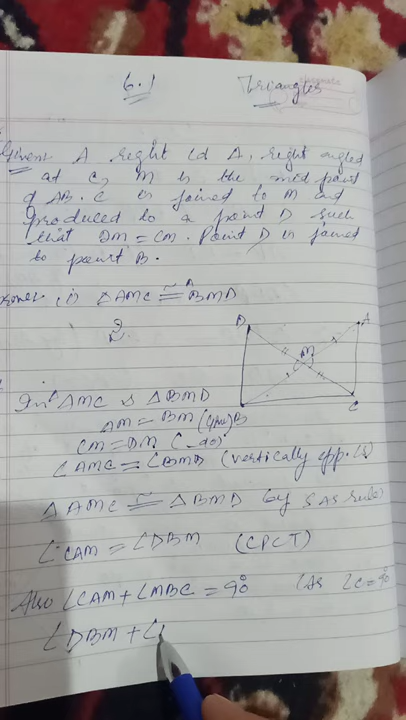 6.1 Triangles
Given A right ∠d Δ, right angled
at C, M is the mid point
of AB. C is joined to M and
produced to a point D such
that DM = CM. Point D is joined
to point B.
(i) ΔAMC ≅ ΔBMD
2.
D A
M
B C
In ΔAMC & ΔBMD
AM = BM (given)
CM = DM (—do)
∠AMC = ∠BMD (vertically opp. ∠s)
ΔAMC ≅ ΔBMD by SAS rule
∠CAM = ∠DBM (CPCT)
Also ∠CAM + ∠MBC = 90° (As ∠C = 90°
∠DBM + ∠